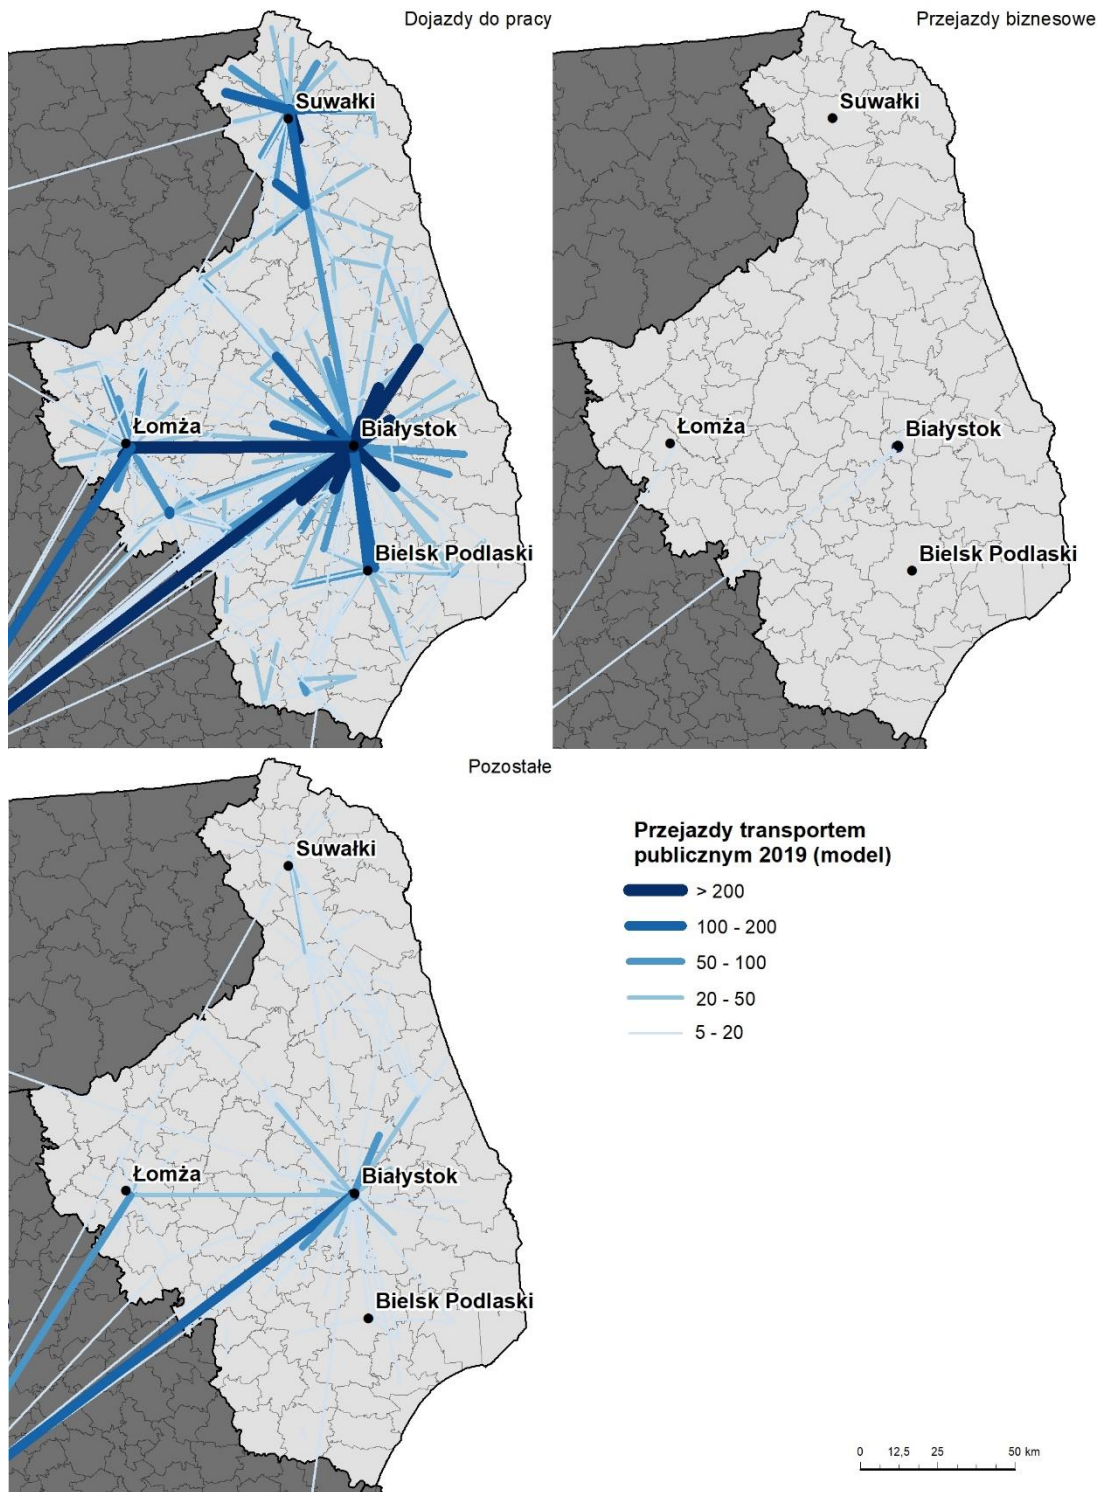 Dojazdy do pracy
Przejazdy biznesowe
Suwałki
Łomża
Białystok
Bielsk Podlaski
Suwałki
Łomża
Białystok
Bielsk Podlaski
Pozostałe
Suwałki
Łomża
Białystok
Bielsk Podlaski
Przejazdy transportem
publicznym 2019 (model)
> 200
100 - 200
50 - 100
20 - 50
5 - 20
0 12,5 25 50 km